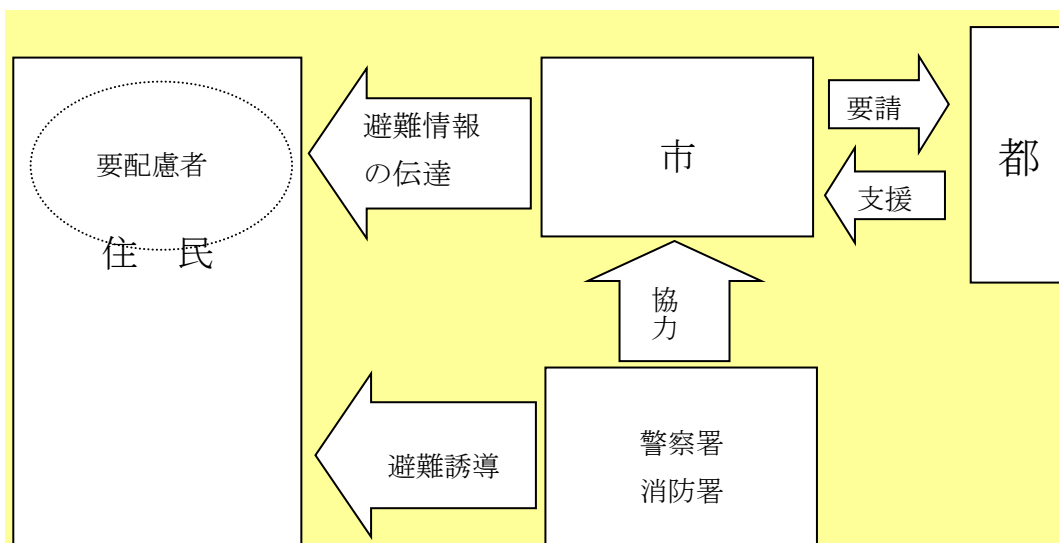 要配慮者
住　民
避難情報
の伝達
市
要請
支援
都
協
力
避難誘導
警察署
消防署